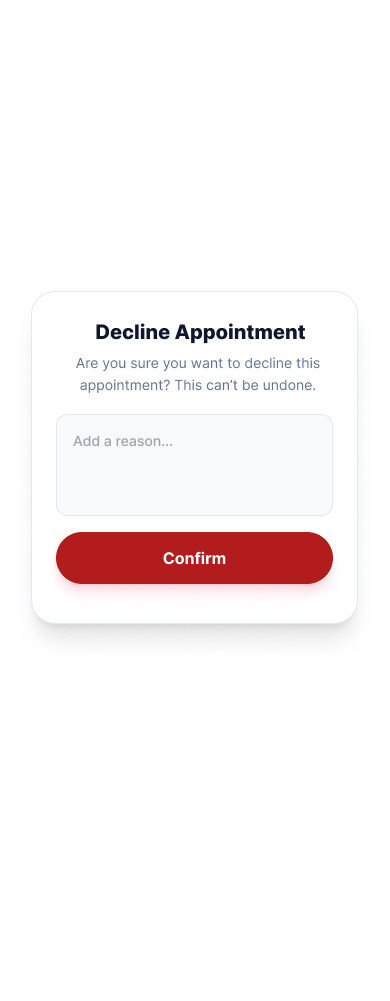 Decline Appointment
Are you sure you want to decline this
appointment? This can’t be undone.
Add a reason...
Confirm